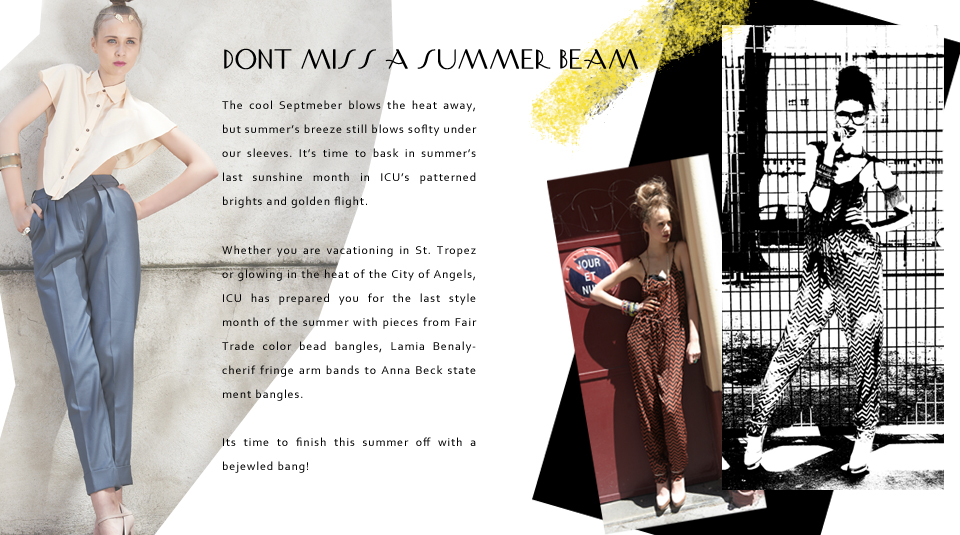 DONT MISS A SUMMER BEAM
The cool Septmeber blows the heat away,
but summer's breeze still blows soflty under
our sleeves. It's time to bask in summer's
last sunshine month in ICU's patterned
brights and golden flight.
Whether you are vacationing in St. Tropez
or glowing in the heat of the City of Angels,
ICU has prepared you for the last style
month of the summer with pieces from Fair
Trade color bead bangles, Lamia Benaly-
cherif fringe arm bands to Anna Beck state
ment bangles.
Its time to finish this summer off with a
bejewled bang!
JOUR
ET
NU